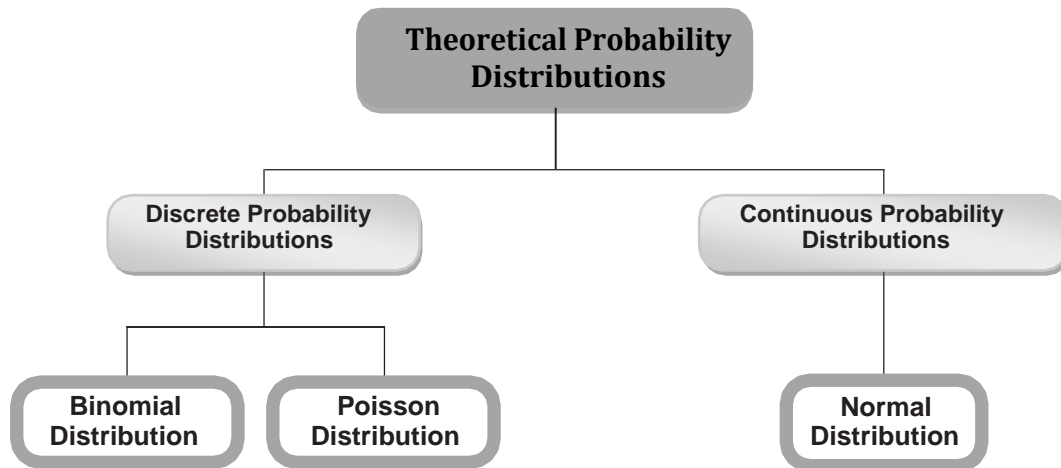 Theoretical Probability
Distributions
Discrete Probability
Distributions
Continuous Probability
Distributions
Binomial
Distribution
Poisson
Distribution
Normal
Distribution